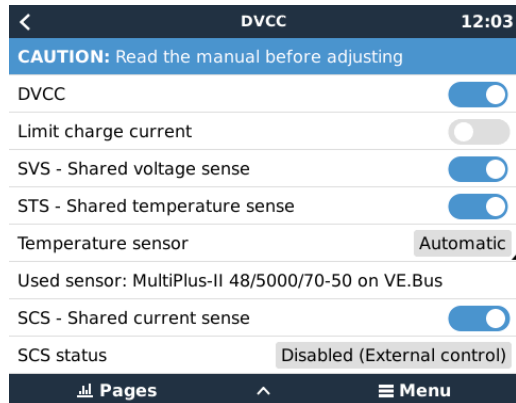 DVCC 12:03
CAUTION: Read the manual before adjusting
DVCC
Limit charge current
SVS - Shared voltage sense
STS - Shared temperature sense
Temperature sensor Automatic
Used sensor: MultiPlus-II 48/5000/70-50 on VE.Bus
SCS - Shared current sense
SCS status Disabled (External control)
Pages Menu